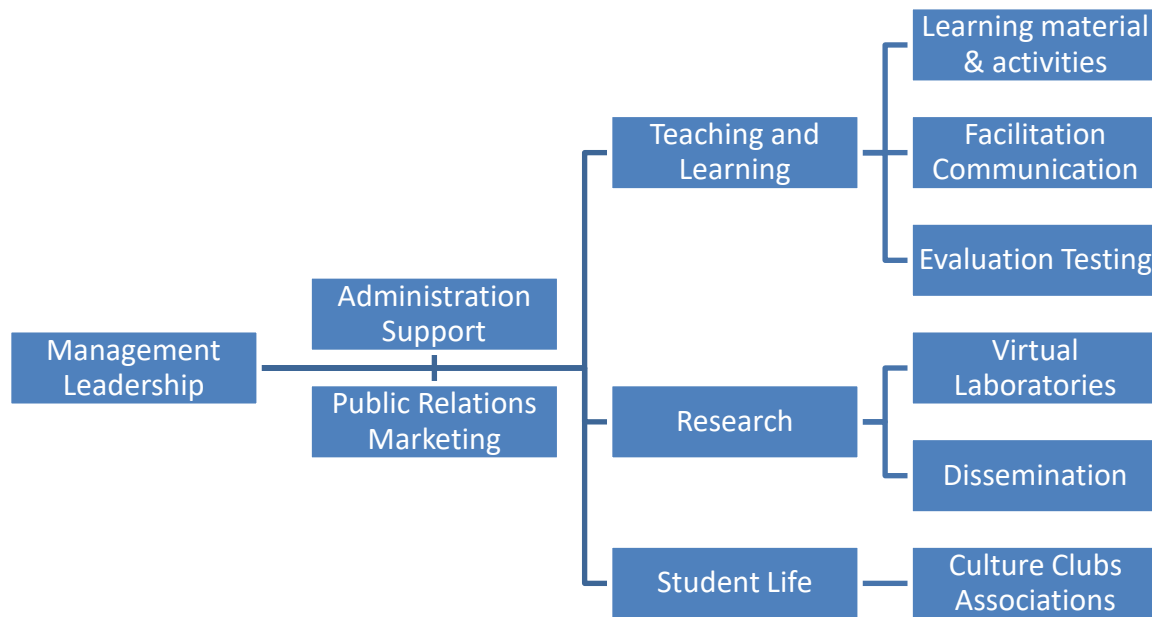 Management
Leadership
Administration
Support
Public Relations
Marketing
Teaching and
Learning
Learning material
& activities
Facilitation
Communication
Evaluation Testing
Research
Virtual
Laboratories
Dissemination
Student Life
Culture Clubs
Associations